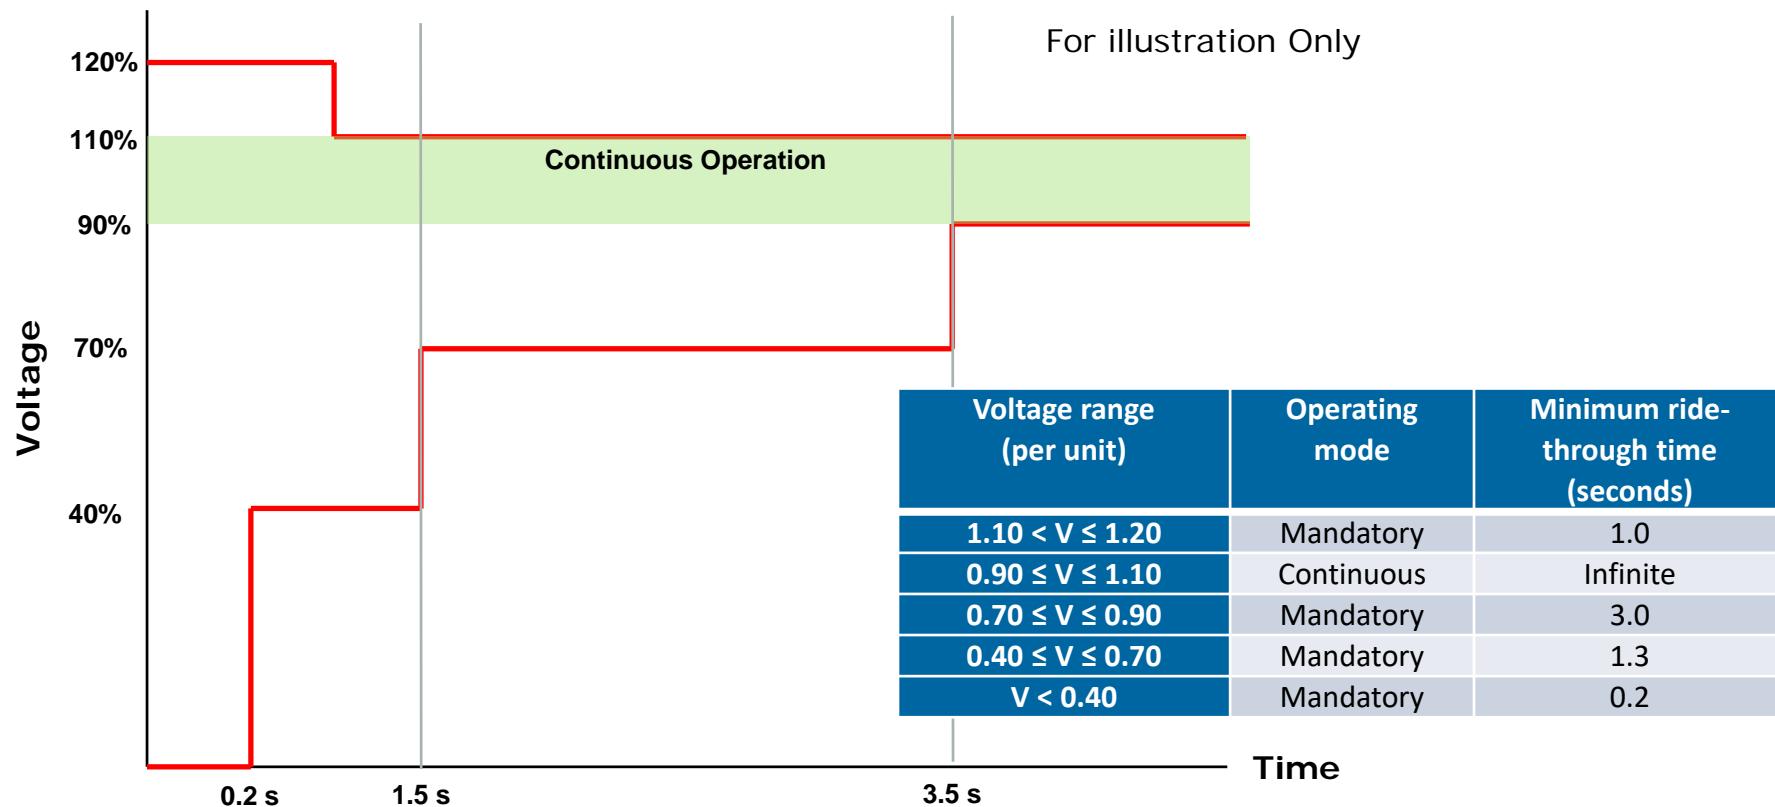 For illustration Only
120%
110%
Continuous Operation
90%
Voltage
70%
40%
Voltage range
(per unit)
Operating
mode
Minimum ride-
through time
(seconds)
1.10 < V ≤ 1.20 Mandatory 1.0
0.90 ≤ V ≤ 1.10 Continuous Infinite
0.70 ≤ V ≤ 0.90 Mandatory 3.0
0.40 ≤ V ≤ 0.70 Mandatory 1.3
V < 0.40 Mandatory 0.2
Time
0.2 s 1.5 s 3.5 s